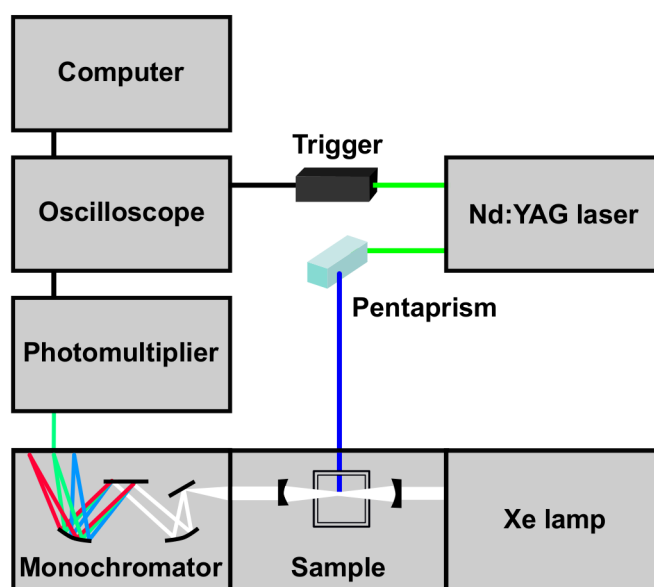 Computer
Trigger
Oscilloscope
Nd:YAG laser
Pentaprism
Photomultiplier
Xe lamp
Monochromator
Sample